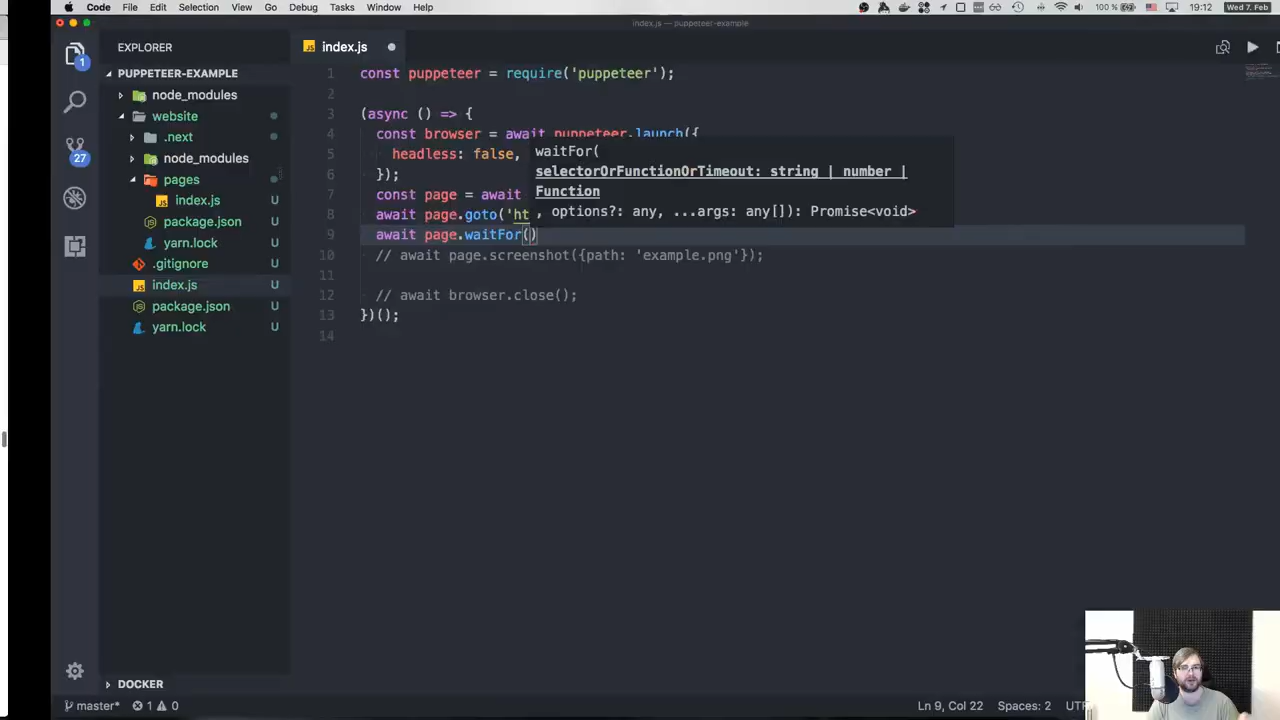 Code File Edit Selection View Go Debug Tasks Window Help 100 % 19:12 Wed 7. Feb
index.js — puppeteer-example
EXPLORER
index.js
PUPPETEER-EXAMPLE
node_modules
website
.next
node_modules
pages
index.js U
package.json U
yarn.lock U
.gitignore U
index.js U
package.json U
yarn.lock U
1
27
1 const puppeteer = require('puppeteer');
2
3 (async () => {
4 const browser = await puppeteer.launch({
5 headless: false,
6 });
7 const page = await
8 await page.goto('ht
9 await page.waitFor()
10 // await page.screenshot({path: 'example.png'});
11
12 // await browser.close();
13 })();
14
waitFor(
selectorOrFunctionOrTimeout: string | number |
Function
, options?: any, ...args: any[]): Promise<void>
DOCKER
master* 1 0 Ln 9, Col 22 Spaces: 2 UTF